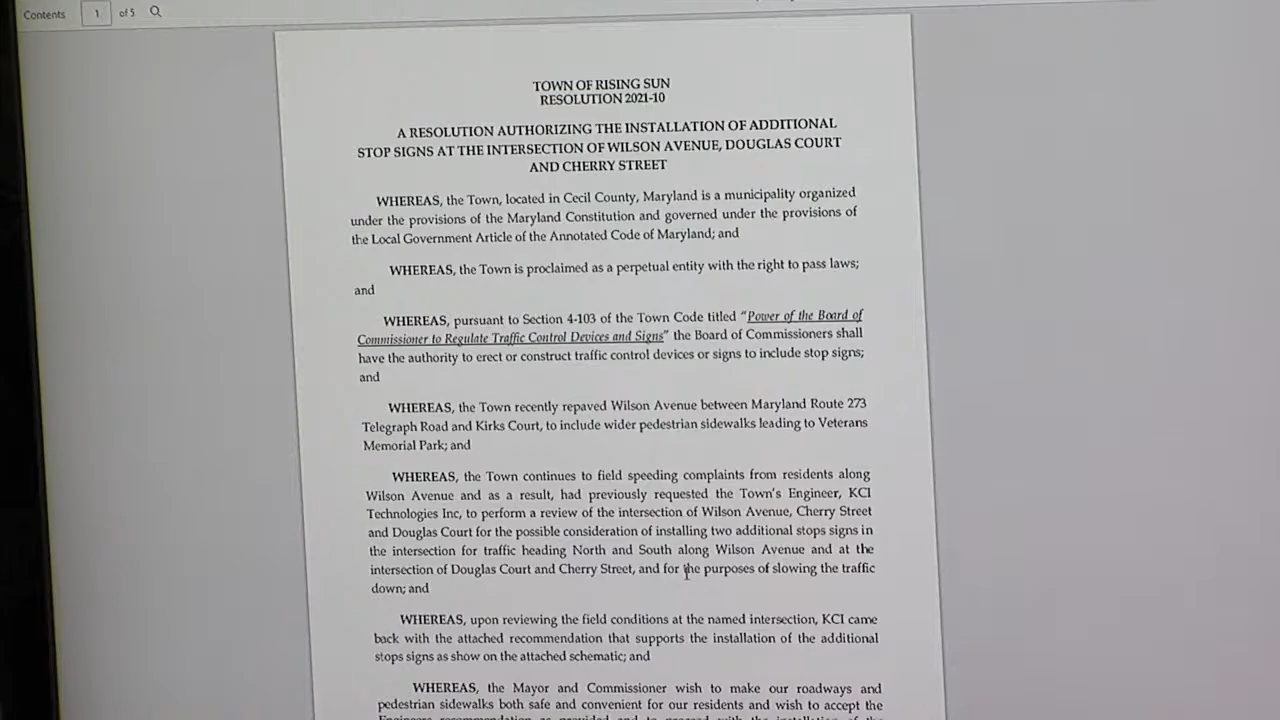 Contents 1 of 5
TOWN OF RISING SUN
RESOLUTION 2021-10
A RESOLUTION AUTHORIZING THE INSTALLATION OF ADDITIONAL
STOP SIGNS AT THE INTERSECTION OF WILSON AVENUE, DOUGLAS COURT
AND CHERRY STREET
WHEREAS, the Town, located in Cecil County, Maryland is a municipality organized
under the provisions of the Maryland Constitution and governed under the provisions of
the Local Government Article of the Annotated Code of Maryland; and
WHEREAS, the Town is proclaimed as a perpetual entity with the right to pass laws;
and
WHEREAS, pursuant to Section 4-103 of the Town Code titled "Power of the Board of
Commissioner to Regulate Traffic Control Devices and Signs" the Board of Commissioners shall
have the authority to erect or construct traffic control devices or signs to include stop signs;
and
WHEREAS, the Town recently repaved Wilson Avenue between Maryland Route 273
Telegraph Road and Kirks Court, to include wider pedestrian sidewalks leading to Veterans
Memorial Park; and
WHEREAS, the Town continues to field speeding complaints from residents along
Wilson Avenue and as a result, had previously requested the Town's Engineer, KCI
Technologies Inc, to perform a review of the intersection of Wilson Avenue, Cherry Street
and Douglas Court for the possible consideration of installing two additional stops signs in
the intersection for traffic heading North and South along Wilson Avenue and at the
intersection of Douglas Court and Cherry Street, and for the purposes of slowing the traffic
down; and
WHEREAS, upon reviewing the field conditions at the named intersection, KCI came
back with the attached recommendation that supports the installation of the additional
stops signs as show on the attached schematic; and
WHEREAS, the Mayor and Commissioner wish to make our roadways and
pedestrian sidewalks both safe and convenient for our residents and wish to accept the